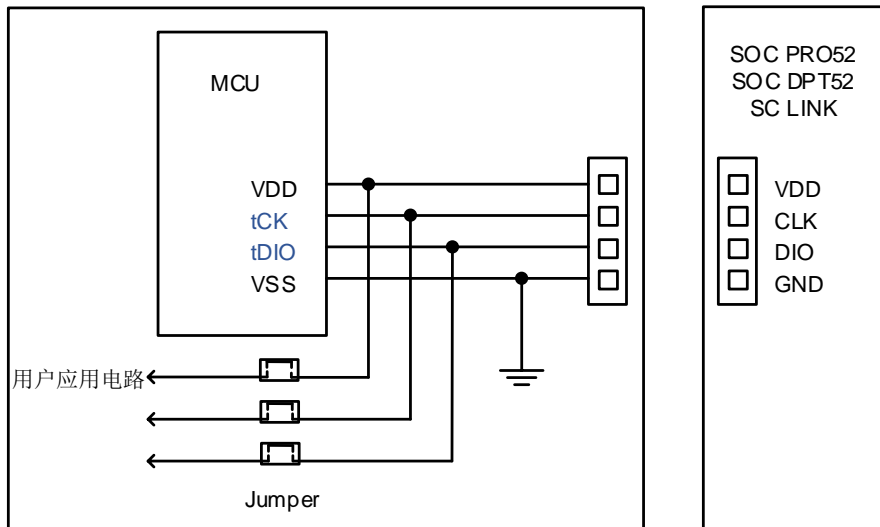 MCU
VDD
tCK
tDIO
VSS
用户应用电路
Jumper
SOC PRO52
SOC DPT52
SC LINK
VDD
CLK
DIO
GND